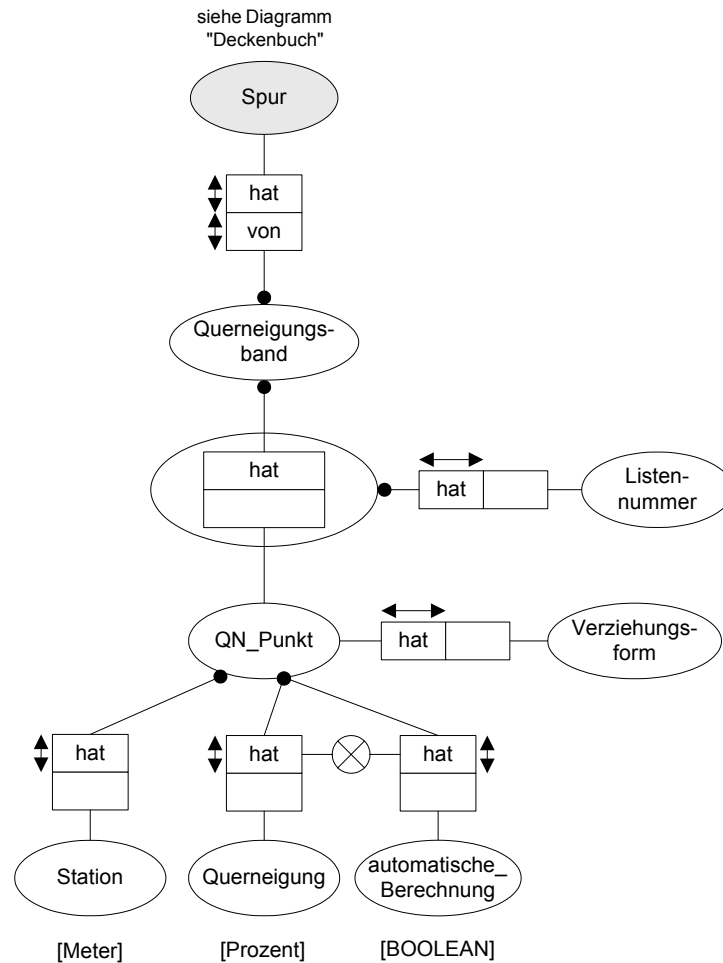 siehe Diagramm
"Deckenbuch"
Spur
hat
von
Querneigungs-
band
hat
hat
Listen-
nummer
QN_Punkt
hat
Verziehungs-
form
hat
hat
hat
Station
Querneigung
automatische_
Berechnung
[Meter]
[Prozent]
[BOOLEAN]